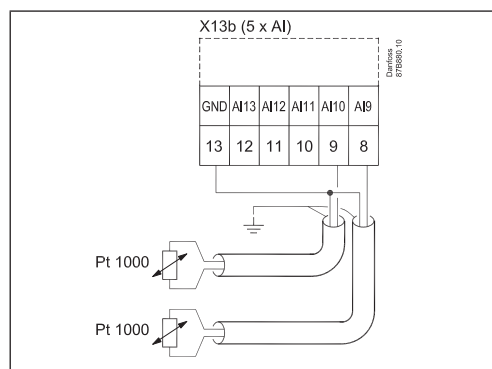 X13b (5 x AI)
Danfoss
87B880.10
GND AI13 AI12 AI11 AI10 AI9
13 12 11 10 9 8
Pt 1000
Pt 1000